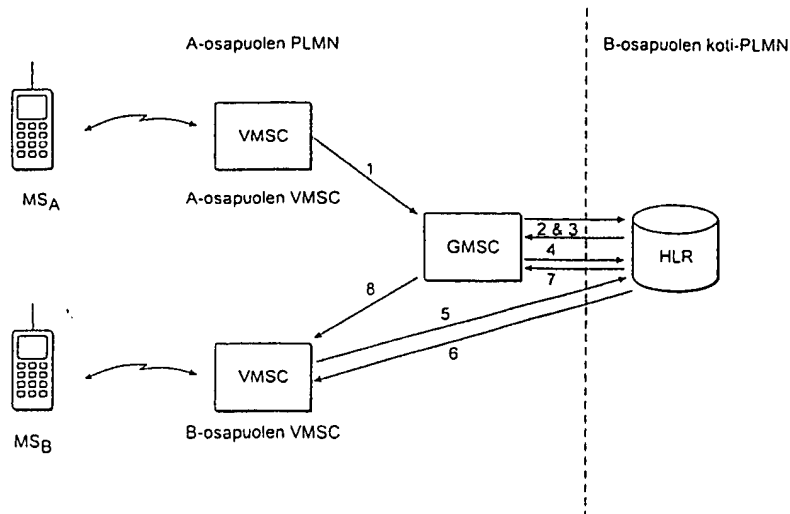 A-osapuolen PLMN
B-osapuolen koti-PLMN
VMSC
MSA
A-osapuolen VMSC
1
GMSC
2 & 3
4
7
HLR
8
5
6
VMSC
MSB
B-osapuolen VMSC